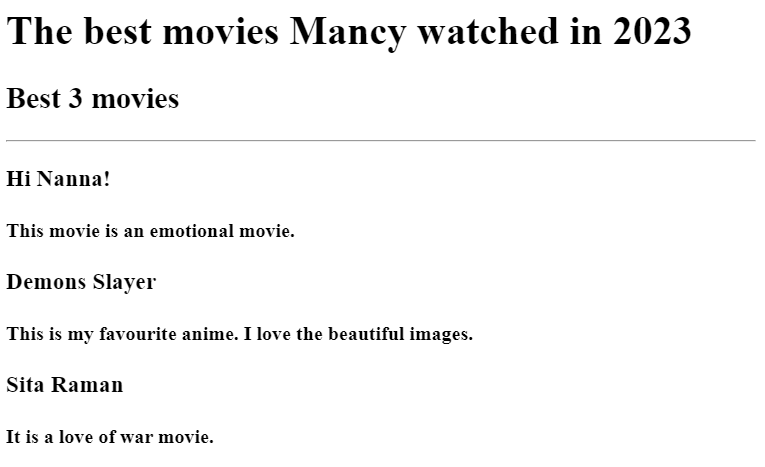 The best movies Mancy watched in 2023
Best 3 movies
Hi Nanna!
This movie is an emotional movie.
Demons Slayer
This is my favourite anime. I love the beautiful images.
Sita Raman
It is a love of war movie.